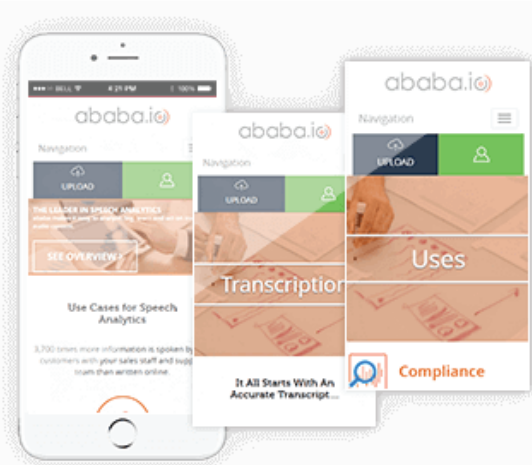 BELL 4:21 PM 100%
ababa.io
Navigation
UPLOAD
THE LEADER IN SPEECH ANALYTICS
SEE OVERVIEW >
Use Cases for Speech
Analytics
3,700 times more information is spoken by
customers with your sales staff and supp
team than written online.
ababa.io
Navigation
UPLOAD
Transcription
It All Starts With An
Accurate Transcript...
ababa.io
Navigation
UPLOAD
Uses
Compliance